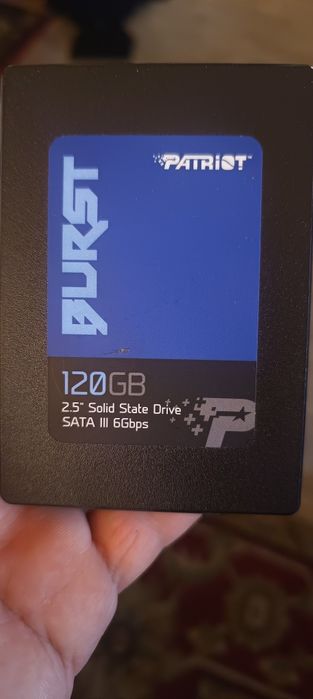 PATRIOT
BURST
120GB
2.5" Solid State Drive
SATA III 6Gbps
P